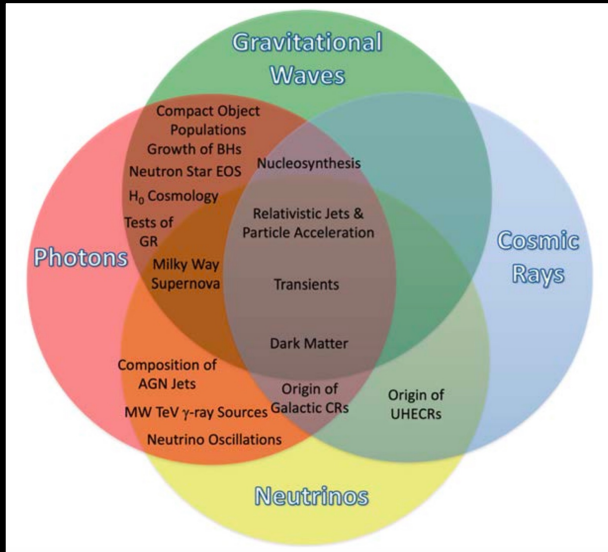 Gravitational
Waves
Compact Object
Populations
Growth of BHs
Neutron Star EOS
H₀ Cosmology
Tests of
GR
Nucleosynthesis
Relativistic Jets &
Particle Acceleration
Photons
Cosmic
Rays
Milky Way
Supernova
Transients
Dark Matter
Composition of
AGN Jets
MW TeV γ-ray Sources
Neutrino Oscillations
Origin of
Galactic CRs
Origin of
UHECRs
Neutrinos